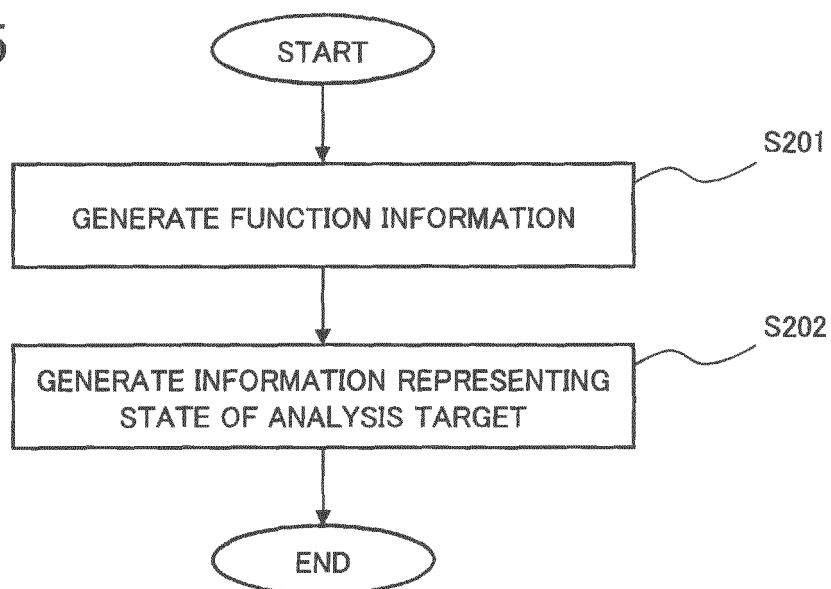 5
START
S201
GENERATE FUNCTION INFORMATION
S202
GENERATE INFORMATION REPRESENTING
STATE OF ANALYSIS TARGET
END